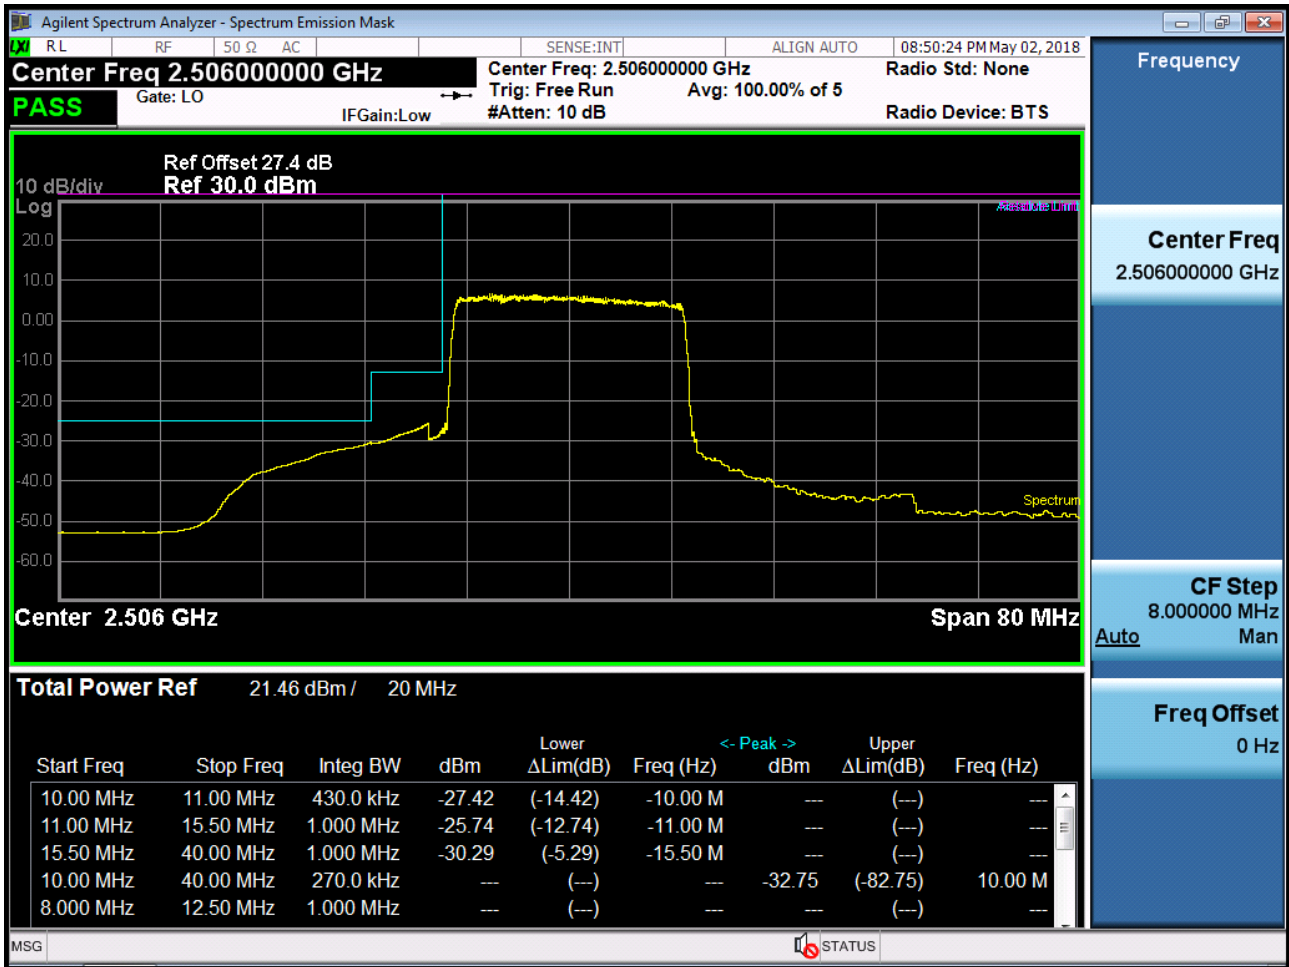 Agilent Spectrum Analyzer - Spectrum Emission Mask
LXI RL RF 50 Ω AC SENSE:INT ALIGN AUTO 08:50:24 PM May 02, 2018
Center Freq 2.506000000 GHz
Center Freq: 2.506000000 GHz
Radio Std: None
PASS
Gate: LO
Trig: Free Run
Avg: 100.00% of 5
IFGain:Low
#Atten: 10 dB
Radio Device: BTS
Ref Offset 27.4 dB
10 dB/div
Ref 30.0 dBm
Log
Absolute Limit
20.0
10.0
0.00
-10.0
-20.0
-30.0
-40.0
Spectrum
-50.0
-60.0
Center 2.506 GHz
Span 80 MHz
Total Power Ref 21.46 dBm / 20 MHz
Lower <- Peak -> Upper
Start Freq Stop Freq Integ BW dBm ΔLim(dB) Freq (Hz) dBm ΔLim(dB) Freq (Hz)
10.00 MHz 11.00 MHz 430.0 kHz -27.42 (-14.42) -10.00 M --- (---) ---
11.00 MHz 15.50 MHz 1.000 MHz -25.74 (-12.74) -11.00 M --- (---) ---
15.50 MHz 40.00 MHz 1.000 MHz -30.29 (-5.29) -15.50 M --- (---) ---
10.00 MHz 40.00 MHz 270.0 kHz --- (---) --- -32.75 (-82.75) 10.00 M
8.000 MHz 12.50 MHz 1.000 MHz --- (---) --- --- (---) ---
MSG
STATUS
Frequency
Center Freq
2.506000000 GHz
CF Step
8.000000 MHz
Auto Man
Freq Offset
0 Hz